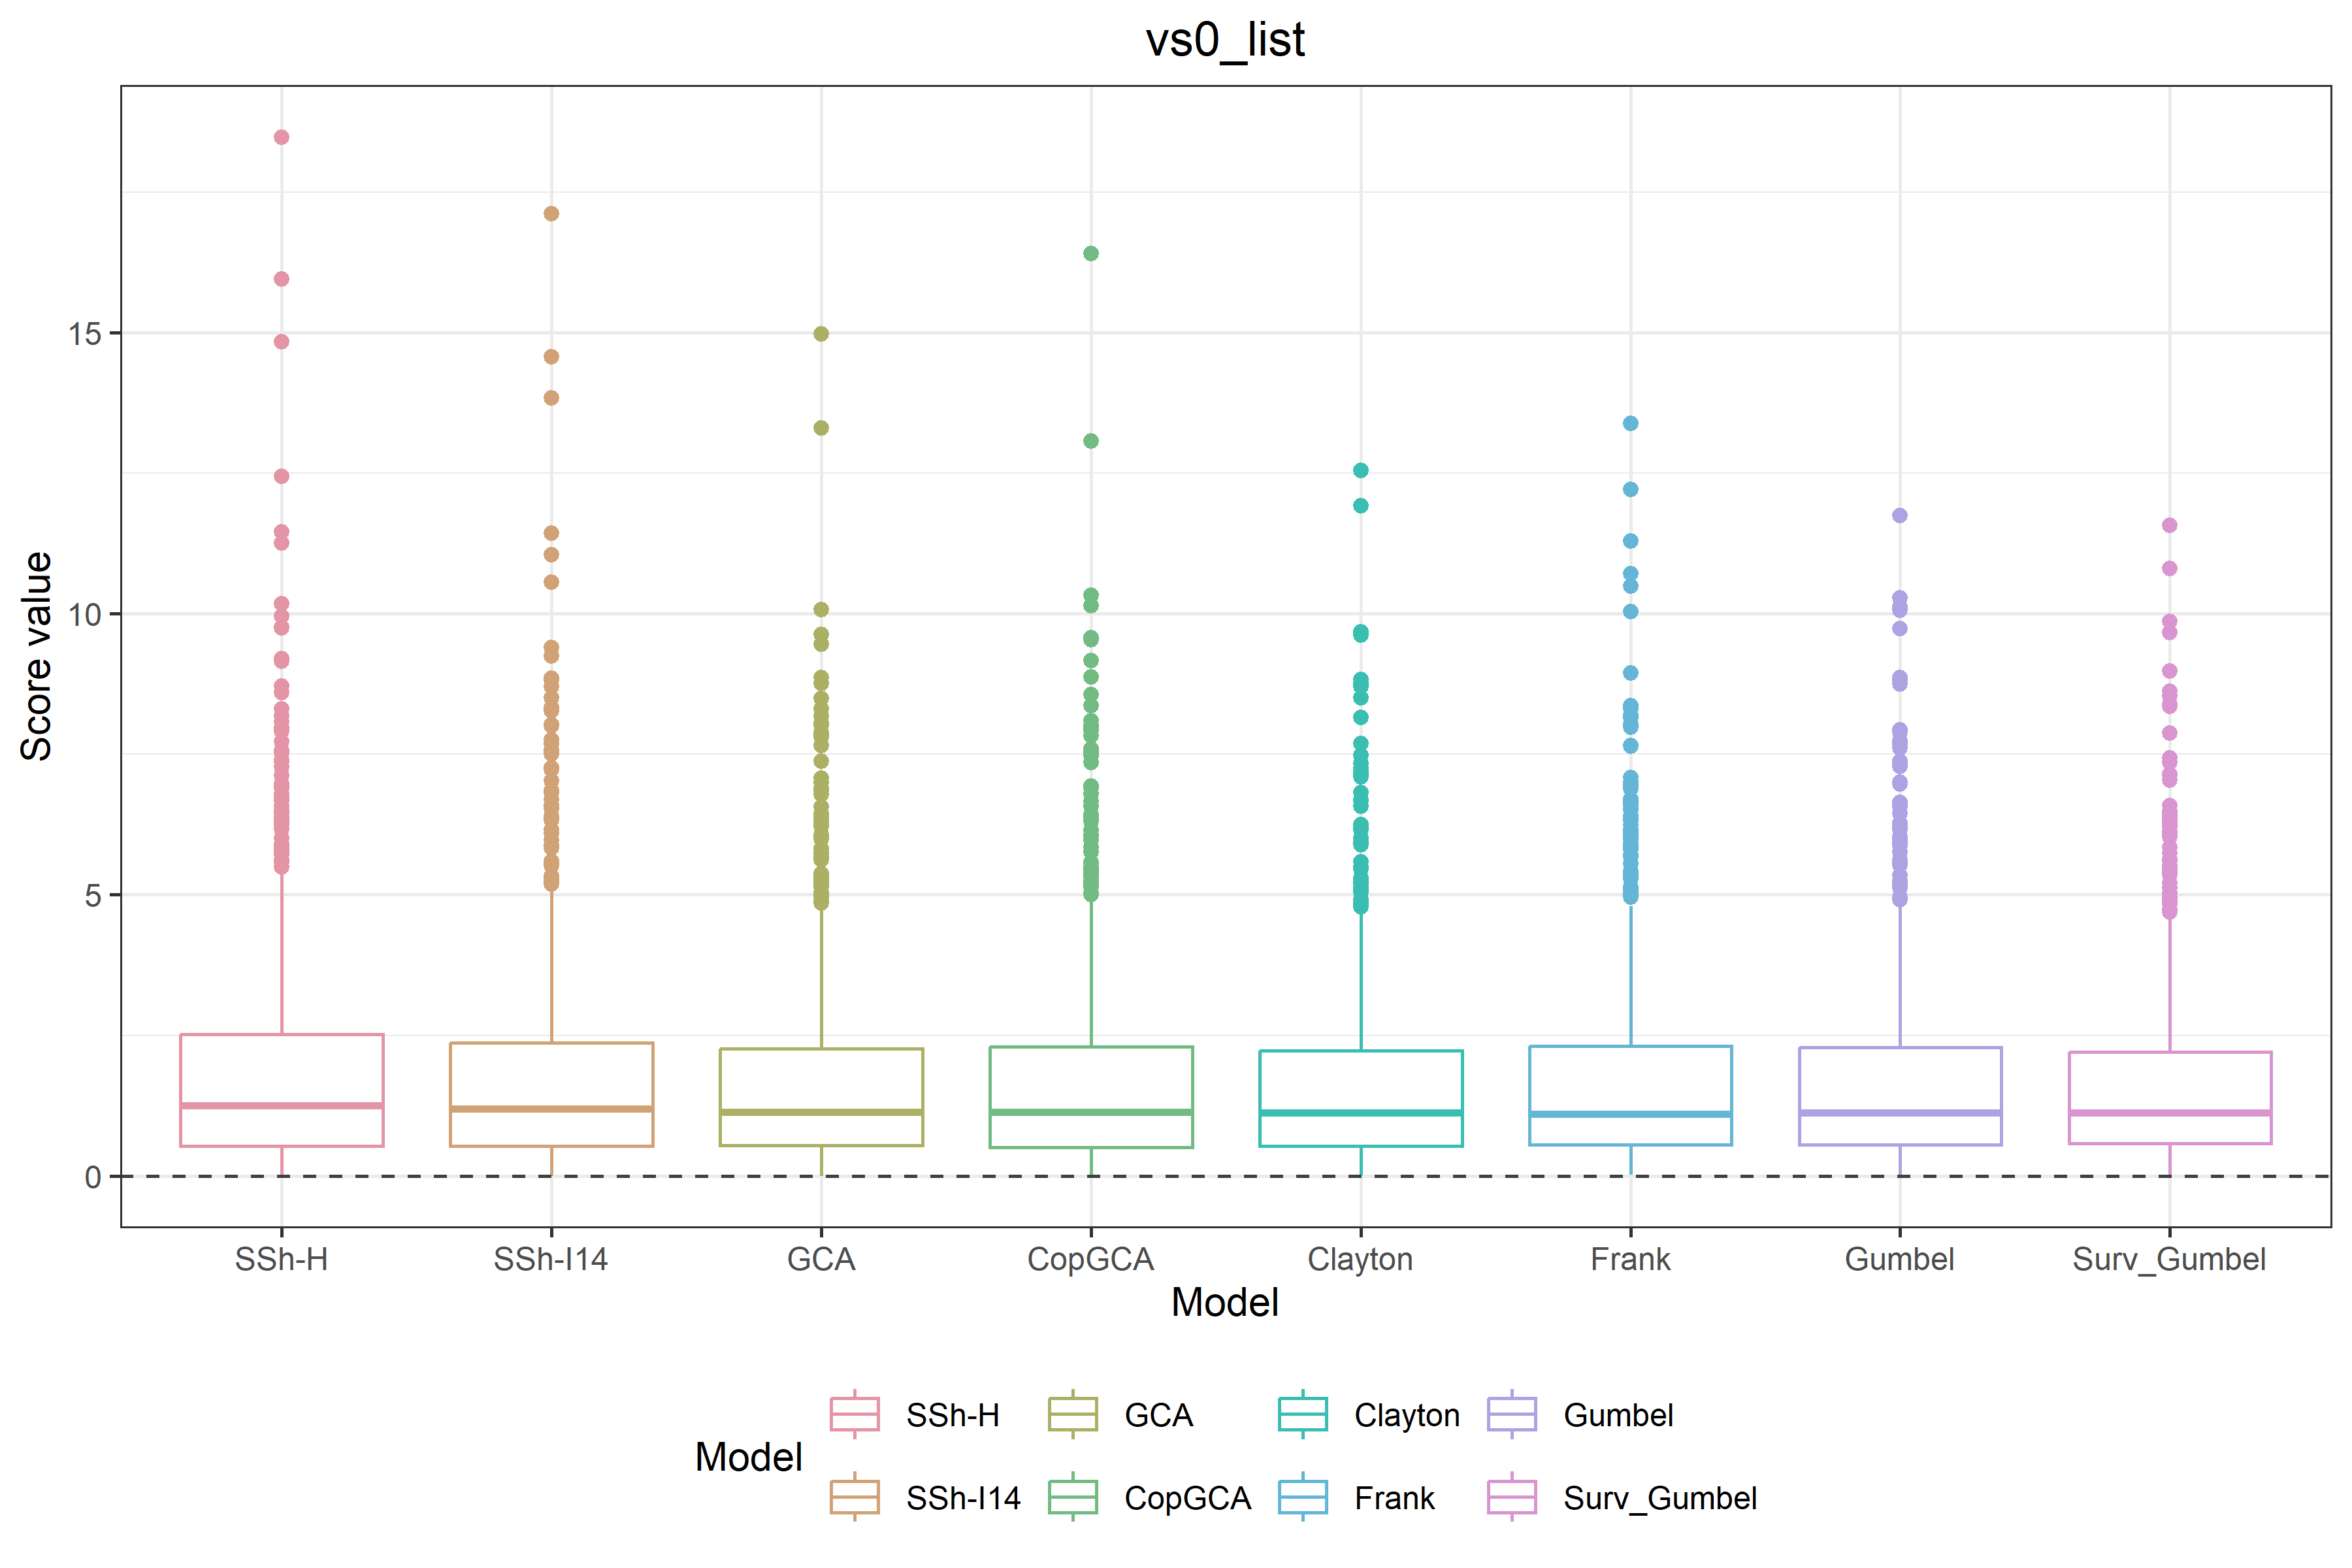 vs0_list
Score value
15
10
5
0
SSh-H SSh-I14 GCA CopGCA Clayton Frank Gumbel Surv_Gumbel
Model
Model
SSh-H GCA Clayton Gumbel
SSh-I14 CopGCA Frank Surv_Gumbel